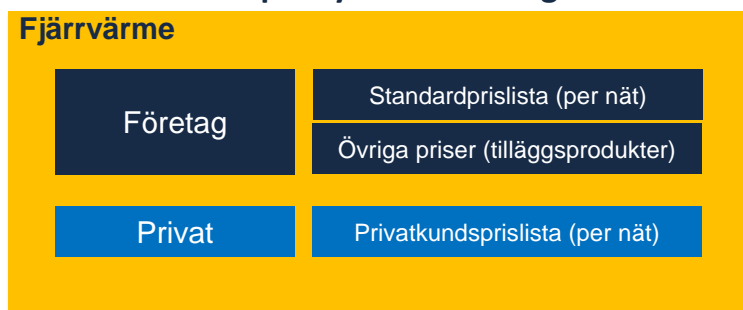 Fjärrvärme
Företag
Standardprislista (per nät)
Övriga priser (tilläggsprodukter)
Privat
Privatkundsprislista (per nät)